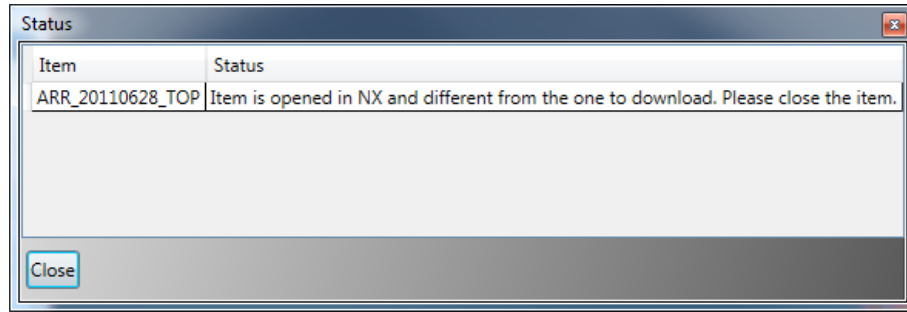 Status
Item Status
ARR_20110628_TOP Item is opened in NX and different from the one to download. Please close the item.
Close